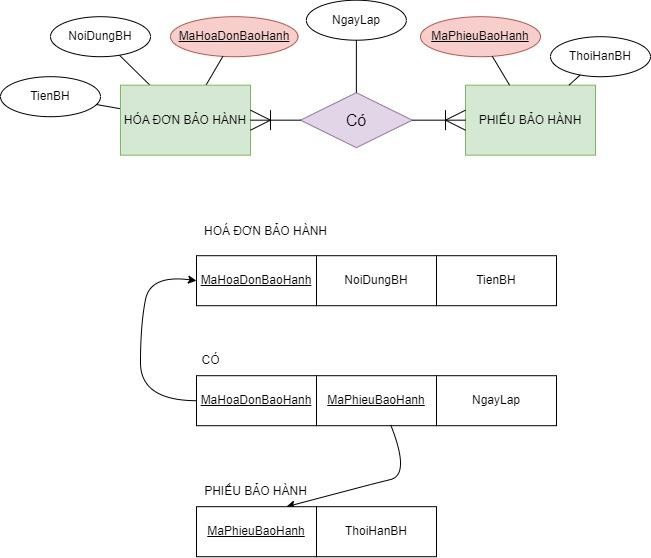 NgayLap
NoiDungBH
MaHoaDonBaoHanh
MaPhieuBaoHanh
ThoiHanBH
TienBH
HÓA ĐƠN BẢO HÀNH
Có
PHIẾU BẢO HÀNH
HOÁ ĐƠN BẢO HÀNH
MaHoaDonBaoHanh NoiDungBH TienBH
CÓ
MaHoaDonBaoHanh MaPhieuBaoHanh NgayLap
PHIẾU BẢO HÀNH
MaPhieuBaoHanh ThoiHanBH